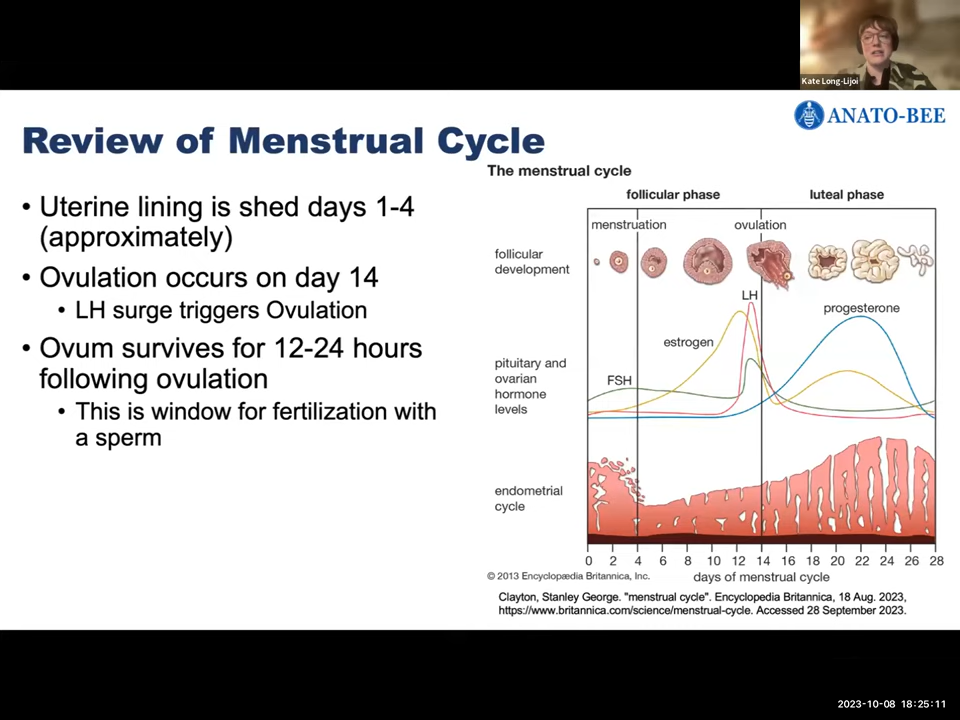 Kate Long-Lijoi
ANATO-BEE
Review of Menstrual Cycle
• Uterine lining is shed days 1-4
(approximately)
• Ovulation occurs on day 14
• LH surge triggers Ovulation
• Ovum survives for 12-24 hours
following ovulation
• This is window for fertilization with
a sperm
The menstrual cycle
follicular phase luteal phase
menstruation ovulation
follicular
development
LH
progesterone
estrogen
pituitary and
ovarian
hormone
levels
FSH
endometrial
cycle
0 2 4 6 8 10 12 14 16 18 20 22 24 26 28
© 2013 Encyclopædia Britannica, Inc. days of menstrual cycle
Clayton, Stanley George. "menstrual cycle". Encyclopedia Britannica, 18 Aug. 2023,
https://www.britannica.com/science/menstrual-cycle. Accessed 28 September 2023.
2023-10-08 18:25:11